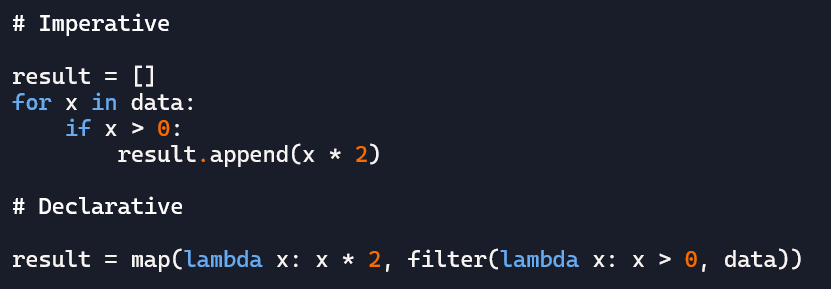 # Imperative
result = []
for x in data:
    if x > 0:
        result.append(x * 2)
# Declarative
result = map(lambda x: x * 2, filter(lambda x: x > 0, data))